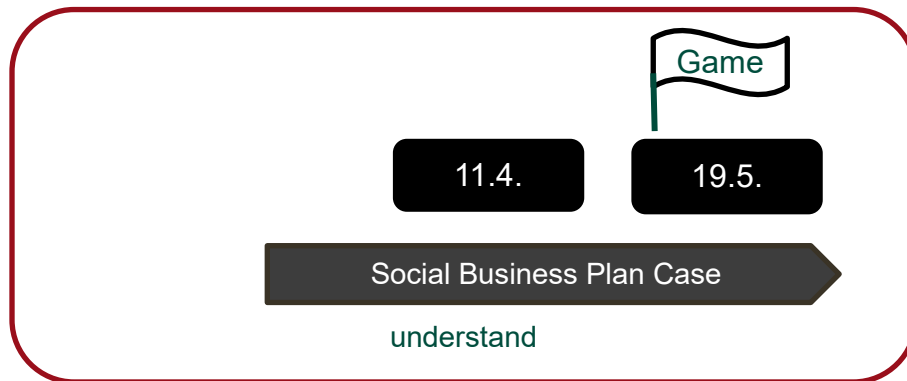 Game
11.4.
19.5.
Social Business Plan Case
understand